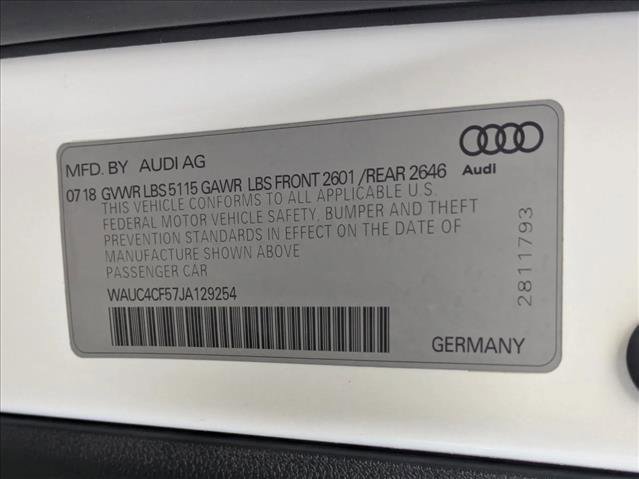 MFD. BY AUDI AG
07 18 GVWR LBS 5115 GAWR LBS FRONT 2601 /REAR 2646
THIS VEHICLE CONFORMS TO ALL APPLICABLE U.S.
FEDERAL MOTOR VEHICLE SAFETY, BUMPER AND THEFT
PREVENTION STANDARDS IN EFFECT ON THE DATE OF
MANUFACTURE SHOWN ABOVE
PASSENGER CAR
WAUC4CF57JA129254
Audi
28111793
GERMANY